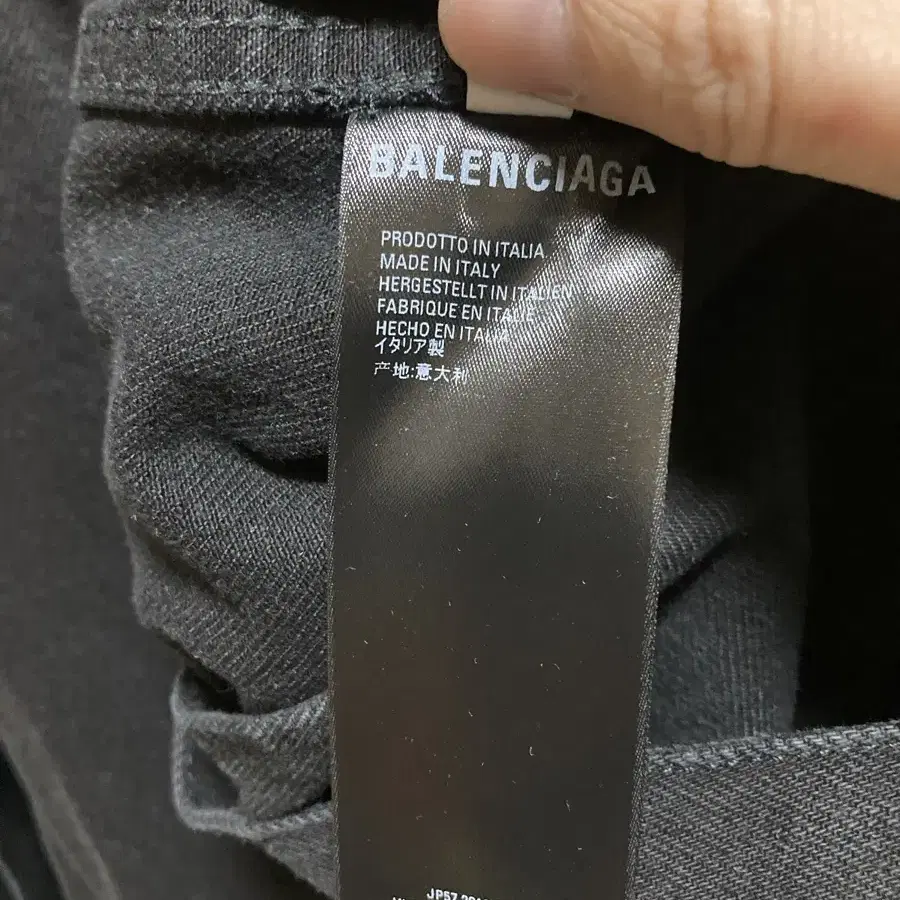 BALENCIAGA
PRODOTTO IN ITALIA
MADE IN ITALY
HERGESTELLT IN ITALIEN
FABRIQUE EN ITALIE
HECHO EN ITALIA
イタリア製
产地:意大利